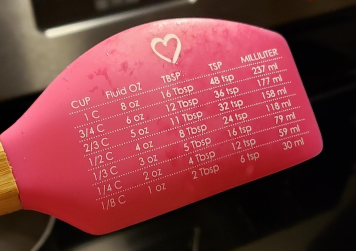 CUP Fluid OZ TBSP TSP MILLILITER
1 C 8 oz 16 Tbsp 48 tsp 237 ml
3/4 C 6 oz 12 Tbsp 36 tsp 177 ml
2/3 C 5 oz 11 Tbsp 32 tsp 158 ml
1/2 C 4 oz 8 Tbsp 24 tsp 118 ml
1/3 C 3 oz 5 Tbsp 16 tsp 79 ml
1/4 C 2 oz 4 Tbsp 12 tsp 59 ml
1/8 C 1 oz 2 Tbsp 6 tsp 30 ml